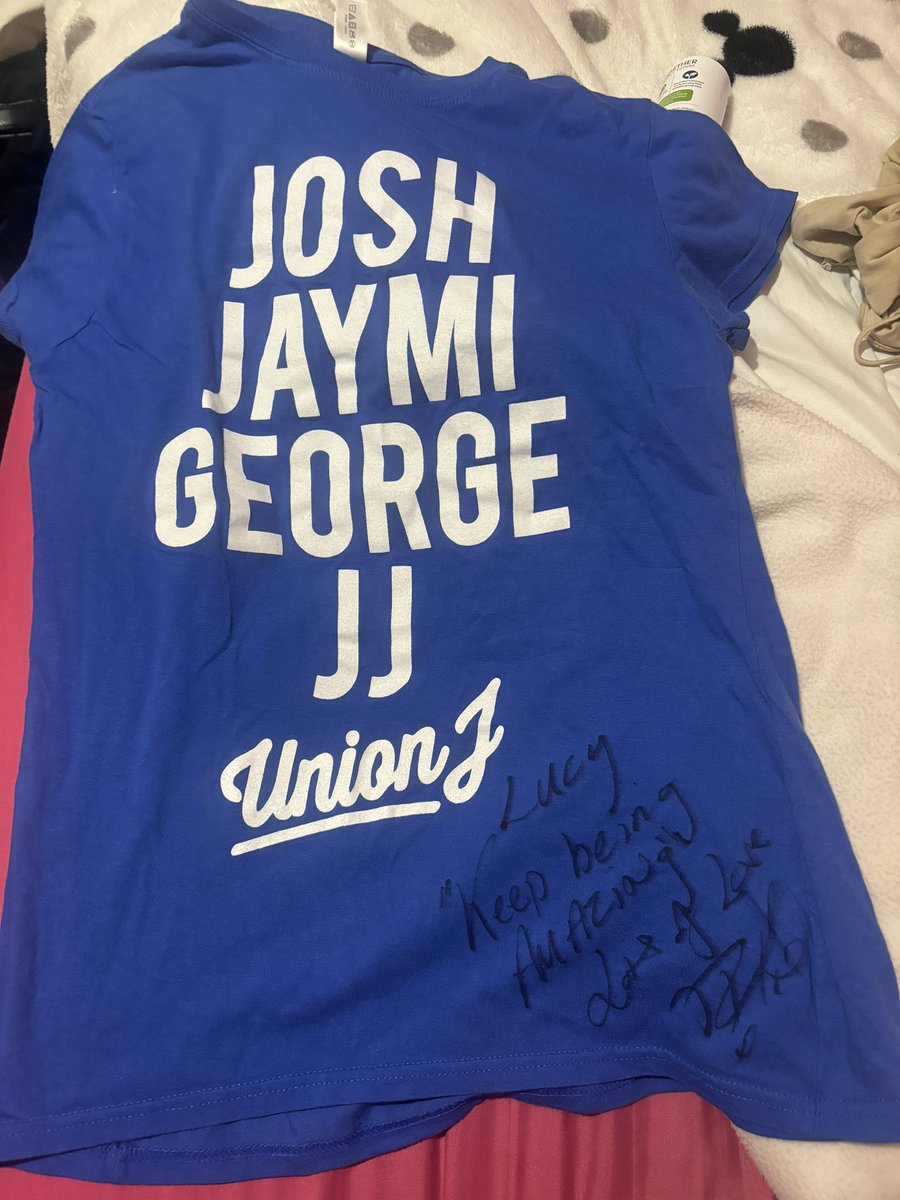 JOSH
JAYMI
GEORGE
JJ
Union J
Lucy
"Keep being
AMAZING"
Lots of Love